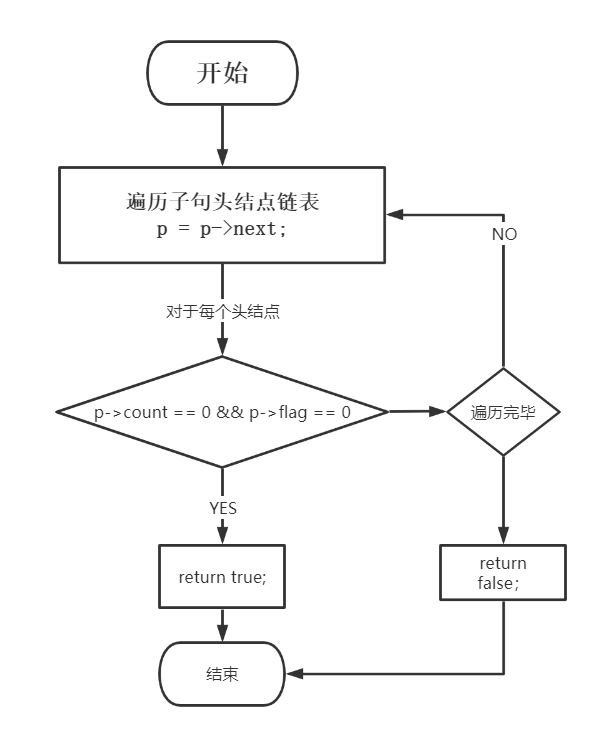 开始
遍历子句头结点链表
p = p->next;
NO
对于每个头结点
p->count == 0 && p->flag == 0
遍历完毕
YES
return true;
return
false;
结束